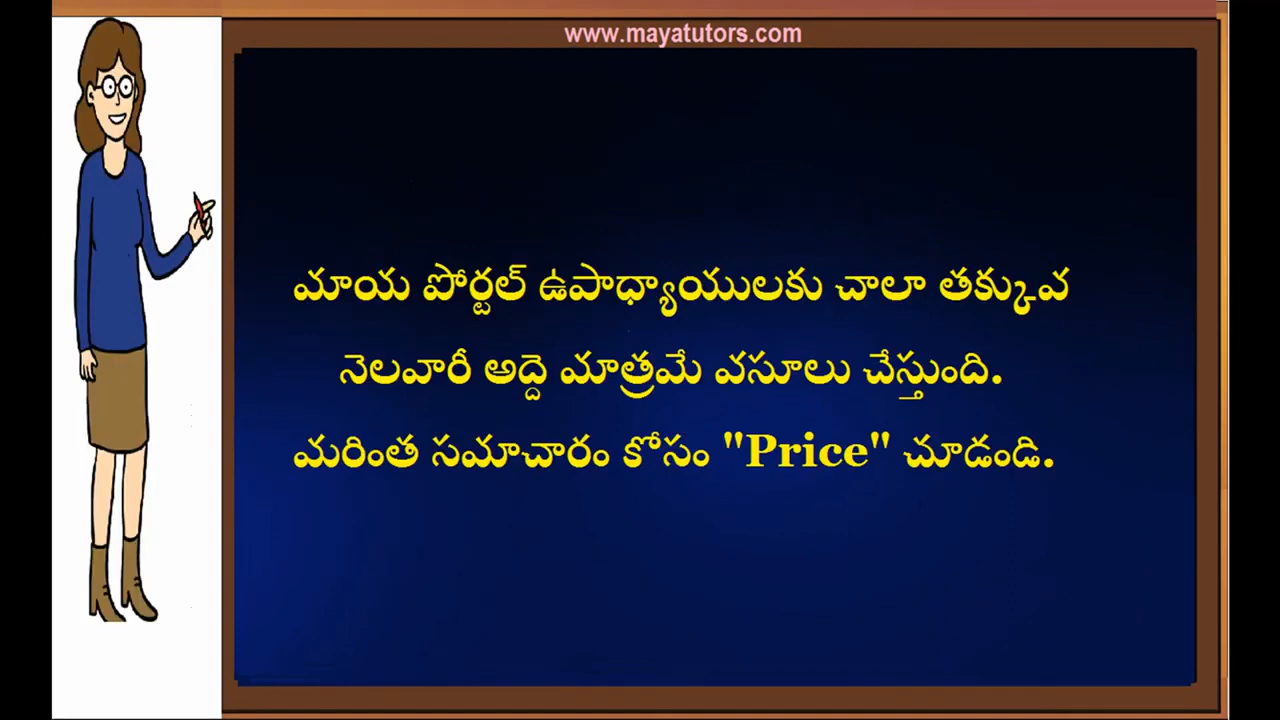 www.mayatutors.com
మాయ పోర్టల్ ఉపాధ్యాయులకు చాలా తక్కువ
నెలవారీ అద్దె మాత్రమే వసూలు చేస్తుంది.
మరింత సమాచారం కోసం "Price" చూడండి.